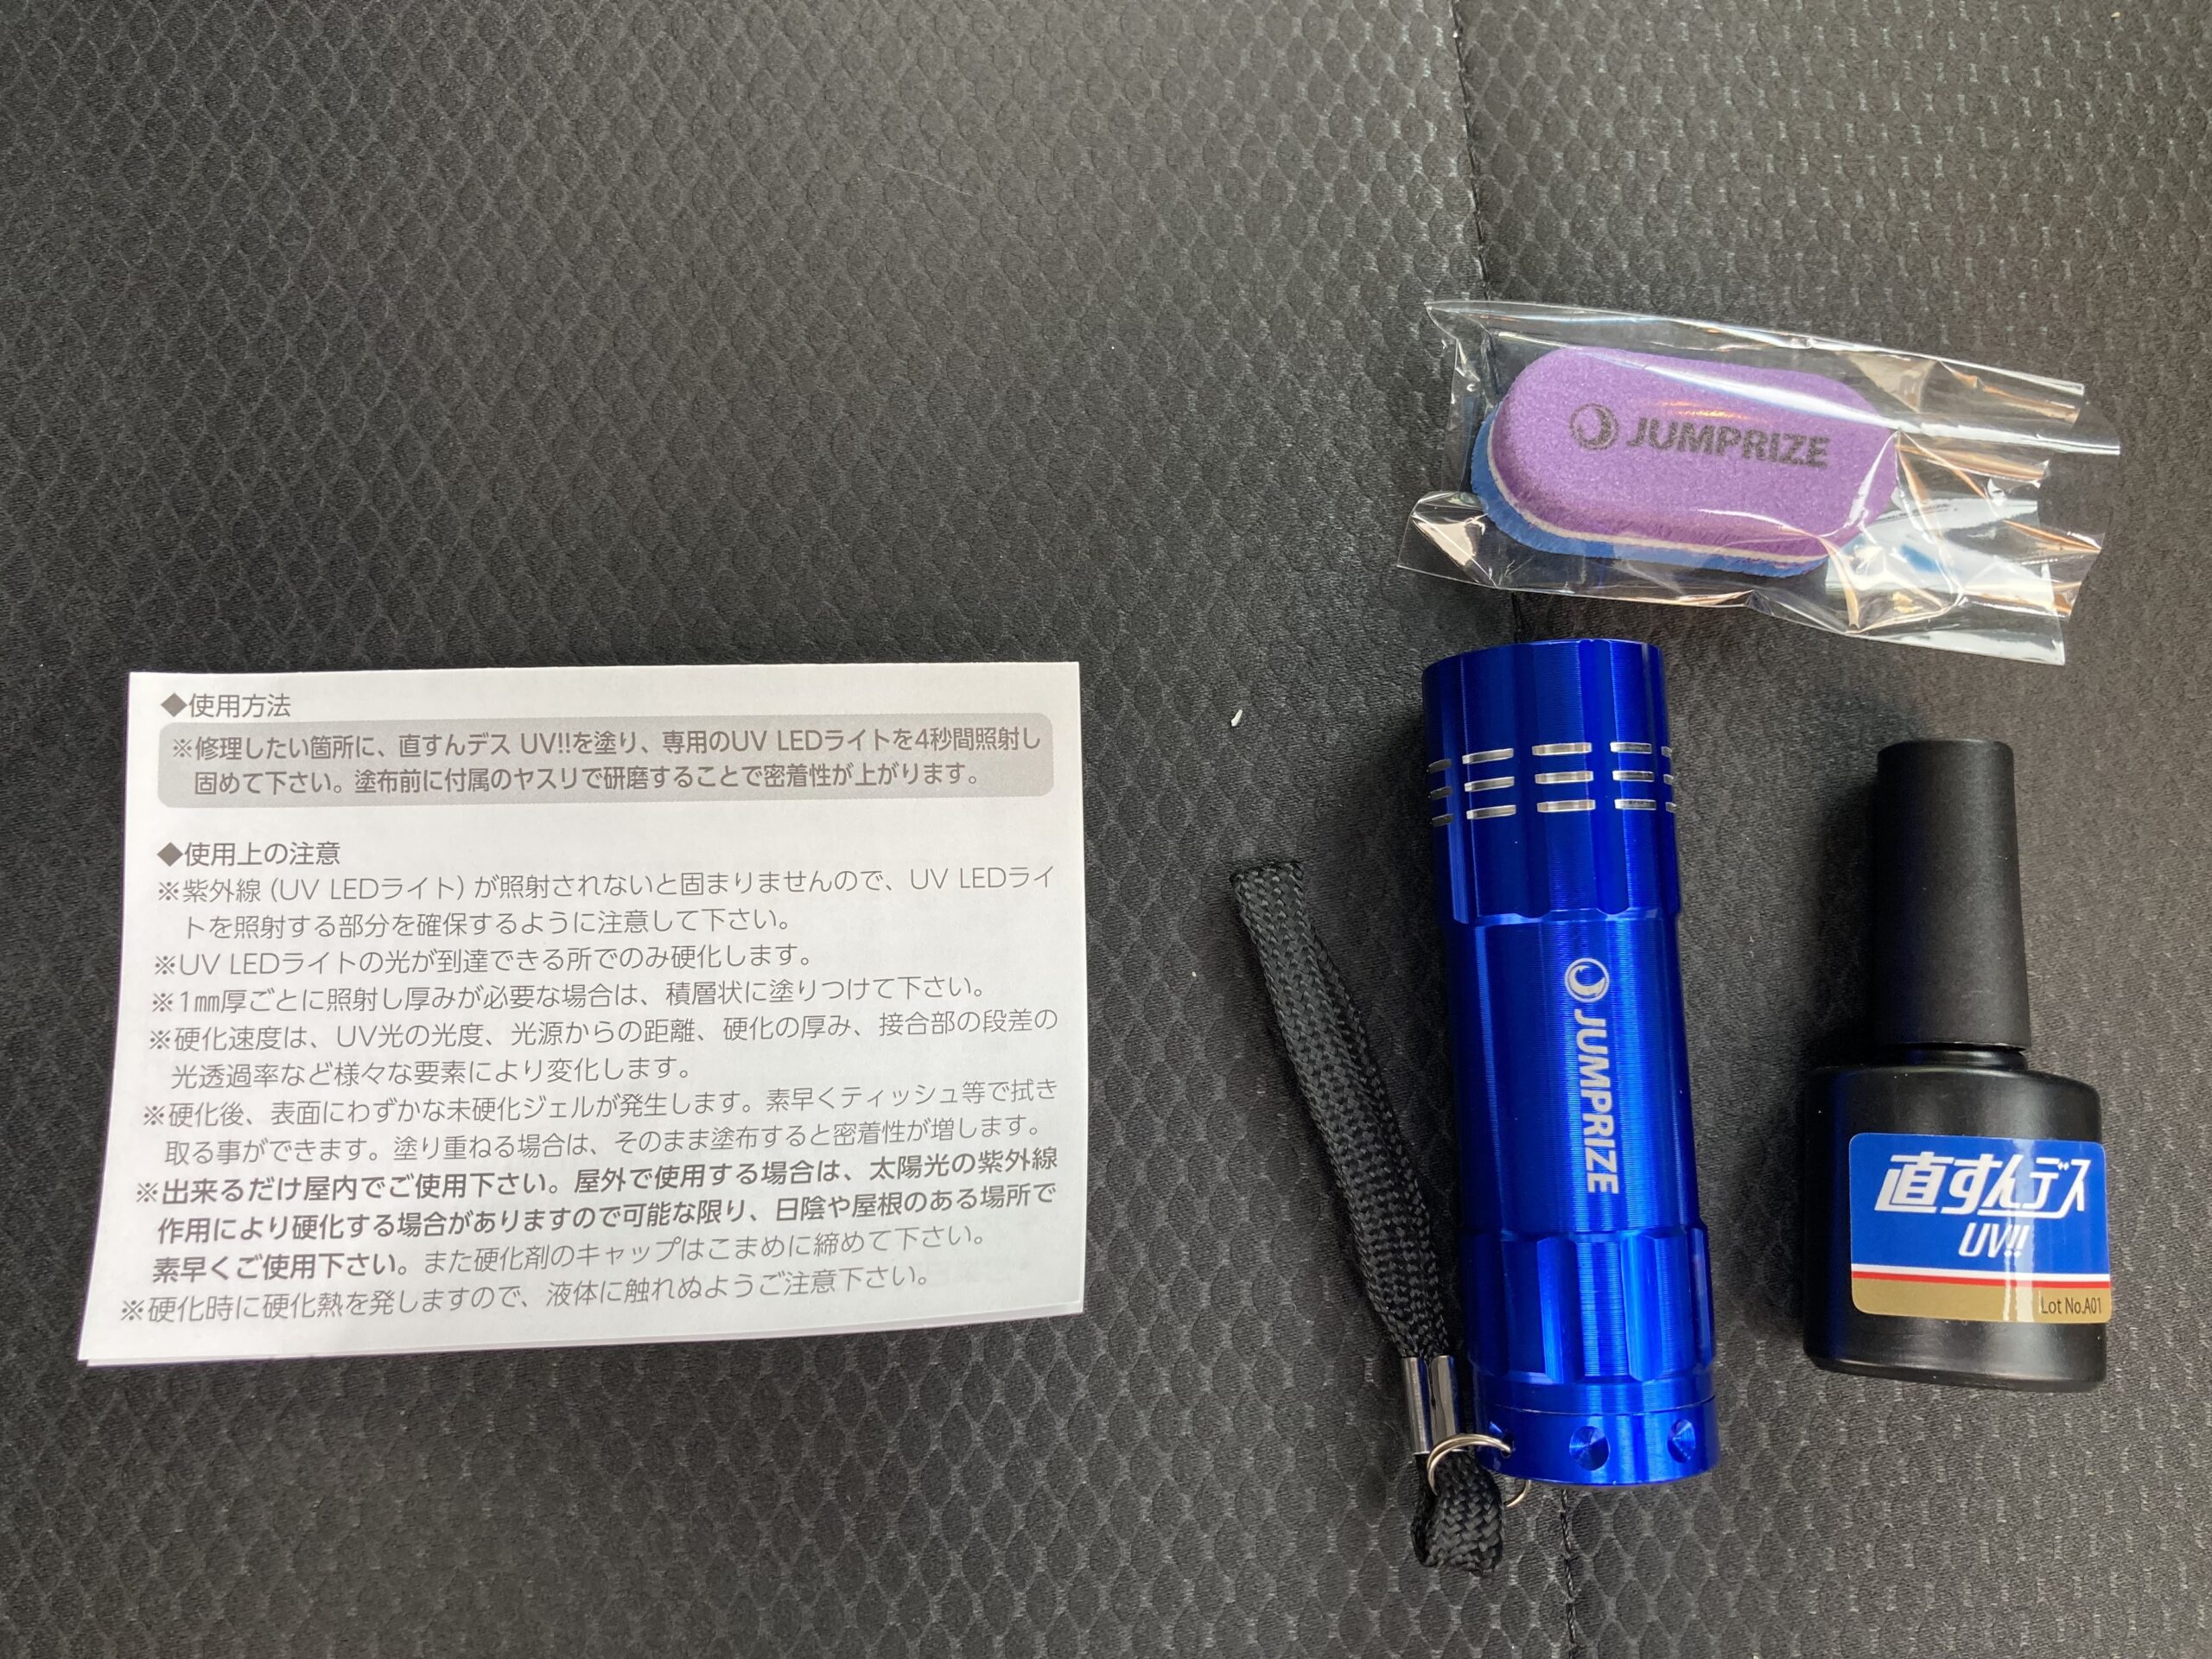 ◆使用方法
※修理したい箇所に、直すんデス UV!!を塗り、専用のUV LEDライトを4秒間照射し
固めて下さい。塗布前に付属のヤスリで研磨することで密着性が上がります。
◆使用上の注意
※紫外線(UV LEDライト)が照射されないと固まりませんので、UV LEDライ
トを照射する部分を確保するように注意して下さい。
※UV LEDライトの光が到達できる所でのみ硬化します。
※1㎜厚ごとに照射し厚みが必要な場合は、積層状に塗りつけて下さい。
※硬化速度は、UV光の光度、光源からの距離、硬化の厚み、接合部の段差の
光透過率など様々な要素により変化します。
※硬化後、表面にわずかな未硬化ジェルが発生します。素早くティッシュ等で拭き
取る事ができます。塗り重ねる場合は、そのまま塗布すると密着性が増します。
※出来るだけ屋内でご使用下さい。屋外で使用する場合は、太陽光の紫外線
作用により硬化する場合がありますので可能な限り、日陰や屋根のある場所で
素早くご使用下さい。また硬化剤のキャップはこまめに締めて下さい。
※硬化時に硬化熱を発しますので、液体に触れぬようご注意下さい。
JUMPRIZE
JUMPRIZE
直すんデス
UV!!
Lot No.A01